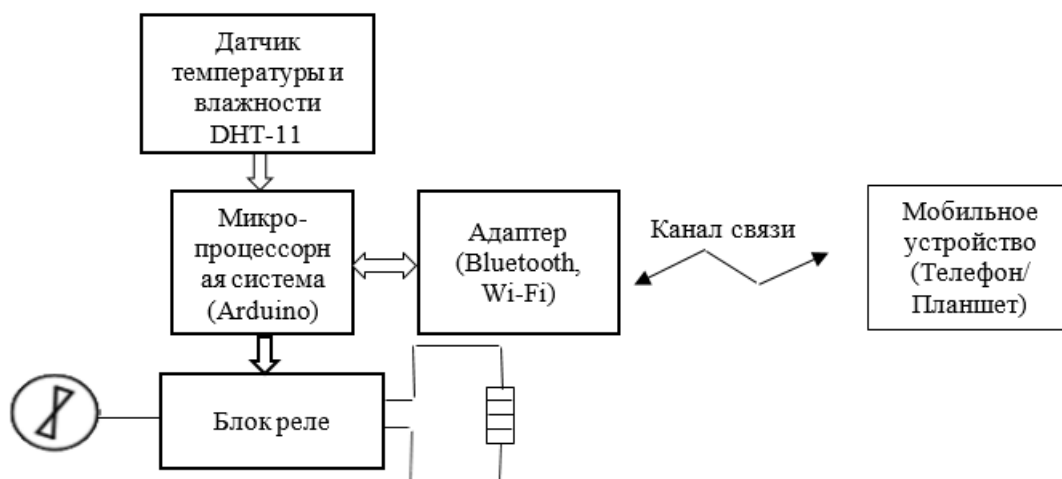 Датчик
температуры и
влажности
DHT-11
Микро-
процессорн
ая система
(Arduino)
Адаптер
(Bluetooth,
Wi-Fi)
Канал связи
Мобильное
устройство
(Телефон/
Планшет)
Блок реле